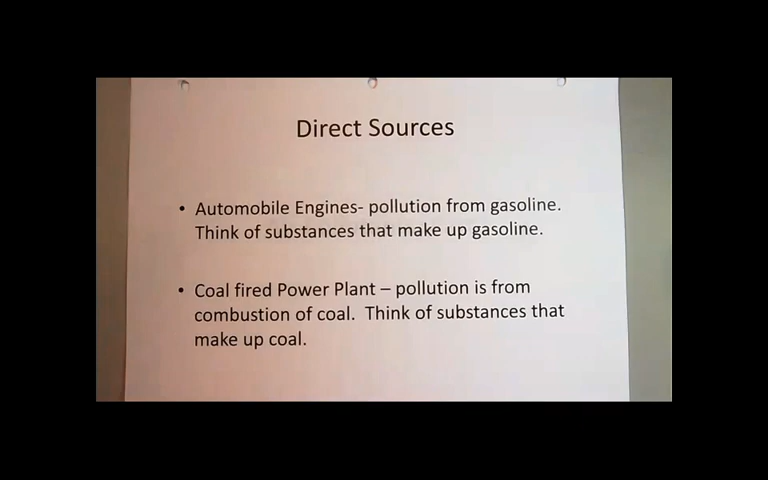 Direct Sources
• Automobile Engines- pollution from gasoline.
Think of substances that make up gasoline.
• Coal fired Power Plant – pollution is from
combustion of coal.  Think of substances that
make up coal.